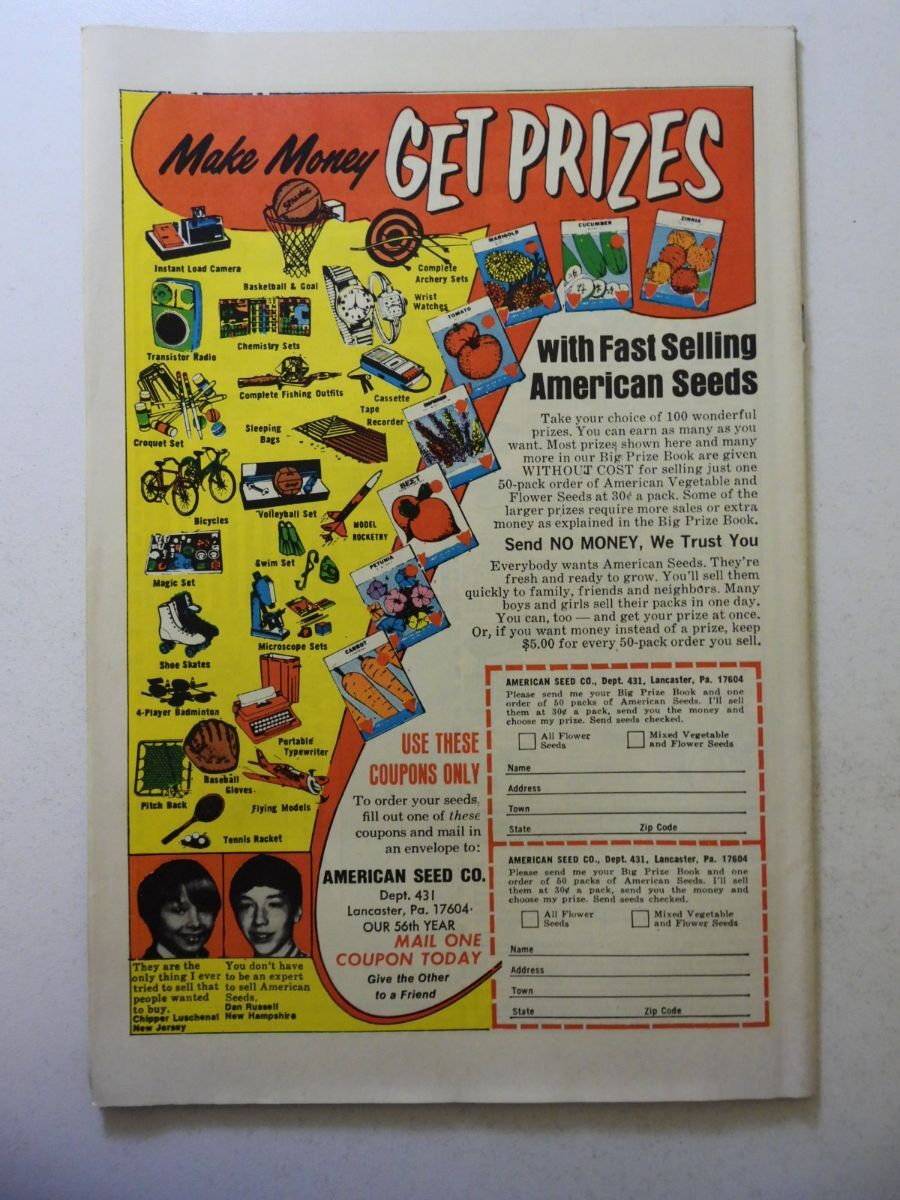 Make Money GET PRIZES
Spaulding
Instant Load Camera
Basketball & Goal
Complete
Archery Sets
Transistor Radio
Chemistry Sets
Wrist
Watches
Croquet Set
Complete Fishing Outfits
Cassette
Tape
Recorder
Sleeping
Bags
Bicycles
Volleyball Set
MODEL
ROCKETRY
Magic Set
Swim Set
Shoe Skates
Microscope Sets
4-Player Badminton
Portable
Typewriter
Pitch Back
Baseball
Gloves
Flying Models
Tennis Racket
MARIGOLD
CUCUMBER
ZINNIA
TOMATO
BEET
PETUNIA
CARROT
with Fast Selling
American Seeds
Take your choice of 100 wonderful
prizes. You can earn as many as you
want. Most prizes shown here and many
more in our Big Prize Book are given
WITHOUT COST for selling just one
50-pack order of American Vegetable and
Flower Seeds at 30¢ a pack. Some of the
larger prizes require more sales or extra
money as explained in the Big Prize Book.
Send NO MONEY, We Trust You
Everybody wants American Seeds. They're
fresh and ready to grow. You'll sell them
quickly to family, friends and neighbors. Many
boys and girls sell their packs in one day.
You can, too — and get your prize at once.
Or, if you want money instead of a prize, keep
$5.00 for every 50-pack order you sell.
USE THESE
COUPONS ONLY
To order your seeds,
fill out one of these
coupons and mail in
an envelope to:
AMERICAN SEED CO.
Dept. 431
Lancaster, Pa. 17604
OUR 56th YEAR
MAIL ONE
COUPON TODAY
Give the Other
to a Friend
AMERICAN SEED CO., Dept. 431, Lancaster, Pa. 17604
Please send me your Big Prize Book and one
order of 50 packs of American Seeds. I'll sell
them at 30¢ a pack, send you the money and
choose my prize. Send seeds checked.
All Flower
Seeds
Mixed Vegetable
and Flower Seeds
Name
Address
Town
State Zip Code
AMERICAN SEED CO., Dept. 431, Lancaster, Pa. 17604
Please send me your Big Prize Book and one
order of 50 packs of American Seeds. I'll sell
them at 30¢ a pack, send you the money and
choose my prize. Send seeds checked.
All Flower
Seeds
Mixed Vegetable
and Flower Seeds
Name
Address
Town
State Zip Code
They are the
only thing I ever
tried to sell that
people wanted
to buy.
Chipper Luschenat
New Jersey
You don't have
to be an expert
to sell American
Seeds.
Dan Russell
New Hampshire